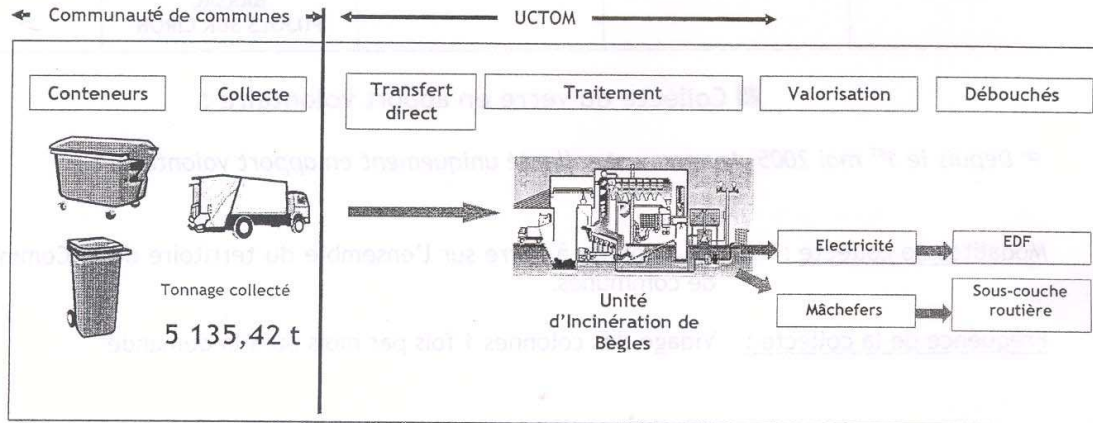 Communauté de communes
UCTOM
Conteneurs
Collecte
Transfert
direct
Traitement
Valorisation
Débouchés
Tonnage collecté
5 135,42 t
Unité
d'Incinération de
Bègles
Electricité
EDF
Mâchefers
Sous-couche
routière